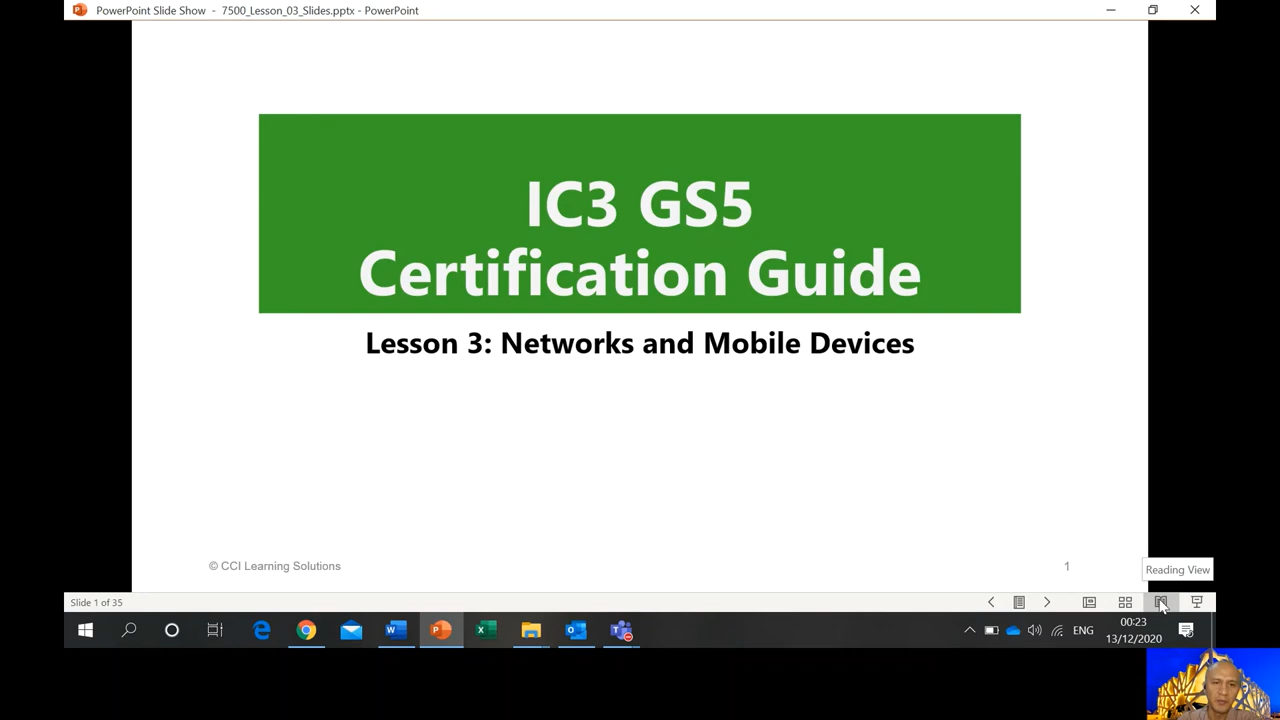 PowerPoint Slide Show - 7500_Lesson_03_Slides.pptx - PowerPoint
IC3 GS5
Certification Guide
Lesson 3: Networks and Mobile Devices
© CCI Learning Solutions
1
Reading View
Slide 1 of 35
ENG
00:23
13/12/2020